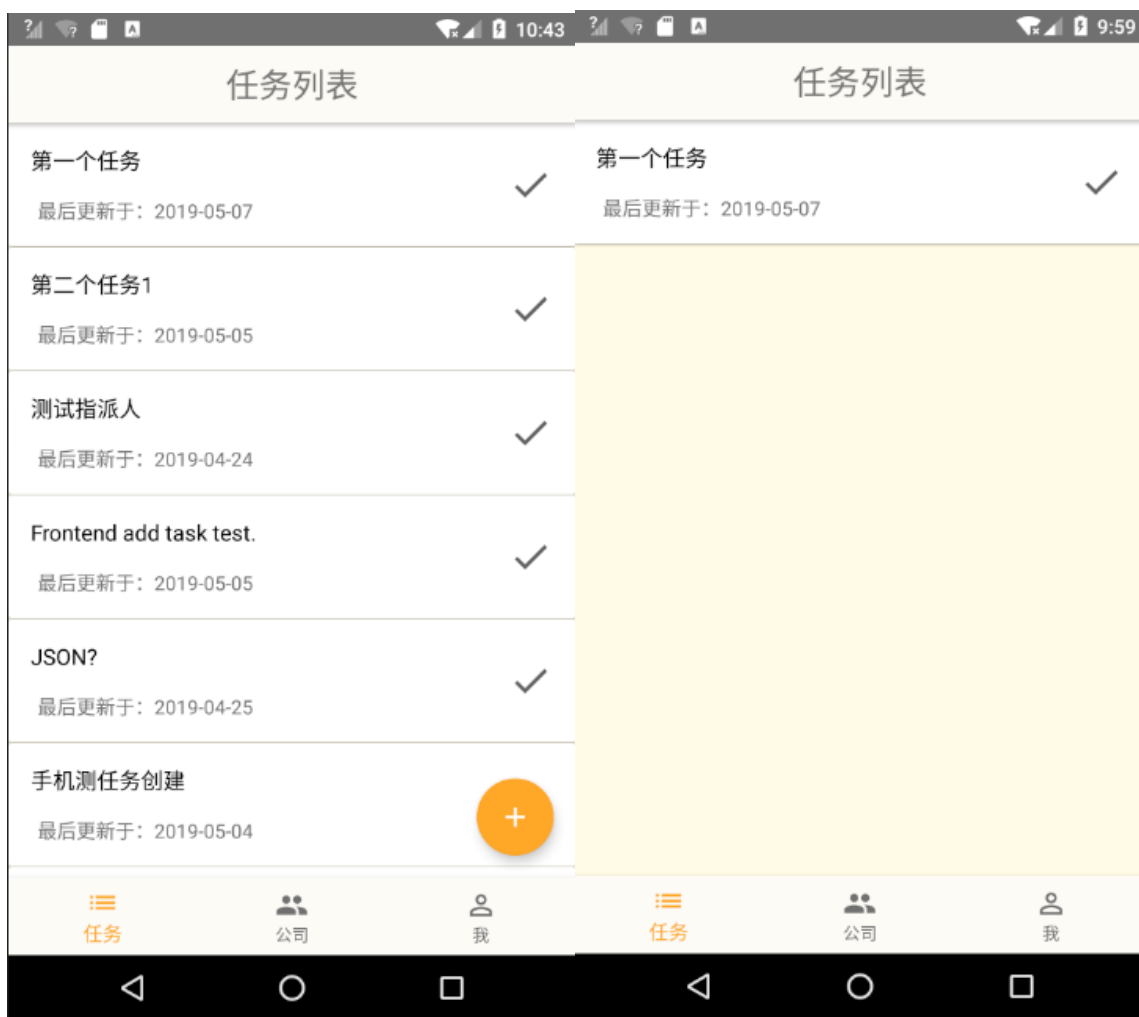 10:43
任务列表
第一个任务
最后更新于：2019-05-07
第二个任务1
最后更新于：2019-05-05
测试指派人
最后更新于：2019-04-24
Frontend add task test.
最后更新于：2019-05-05
JSON?
最后更新于：2019-04-25
手机测任务创建
最后更新于：2019-05-04
任务
公司
我
9:59
任务列表
第一个任务
最后更新于：2019-05-07
任务
公司
我